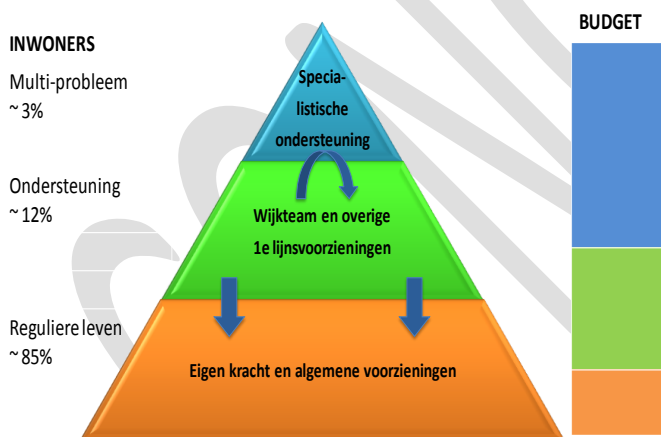 INWONERS
Multi-probleem
~ 3%
Ondersteuning
~ 12%
Reguliere leven
~ 85%
Specia-
listische
ondersteuning
Wijkteam en overige
1e lijnsvoorzieningen
Eigen kracht en algemene voorzieningen
BUDGET